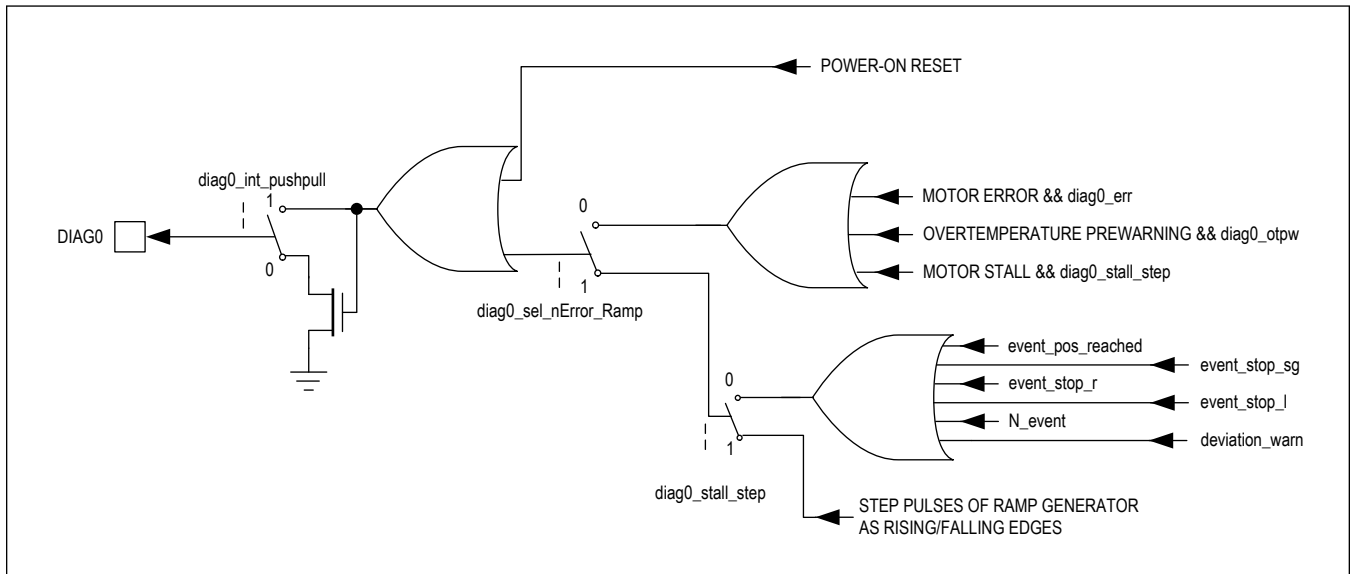 POWER-ON RESET
diag0_int_pushpull
1
0
DIAG0
0
1
diag0_sel_nError_Ramp
MOTOR ERROR && diag0_err
OVERTEMPERATURE PREWARNING && diag0_otpw
MOTOR STALL && diag0_stall_step
0
1
diag0_stall_step
event_pos_reached
event_stop_sg
event_stop_r
event_stop_l
N_event
deviation_warn
STEP PULSES OF RAMP GENERATOR
AS RISING/FALLING EDGES